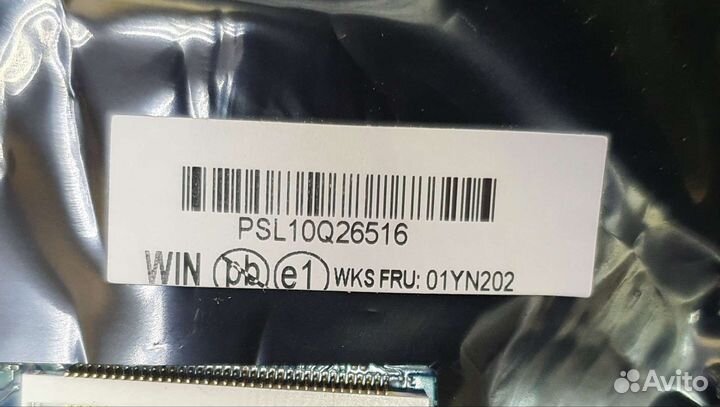 PSL10Q26516
WIN pb e1 WKS FRU: 01YN202
Avito